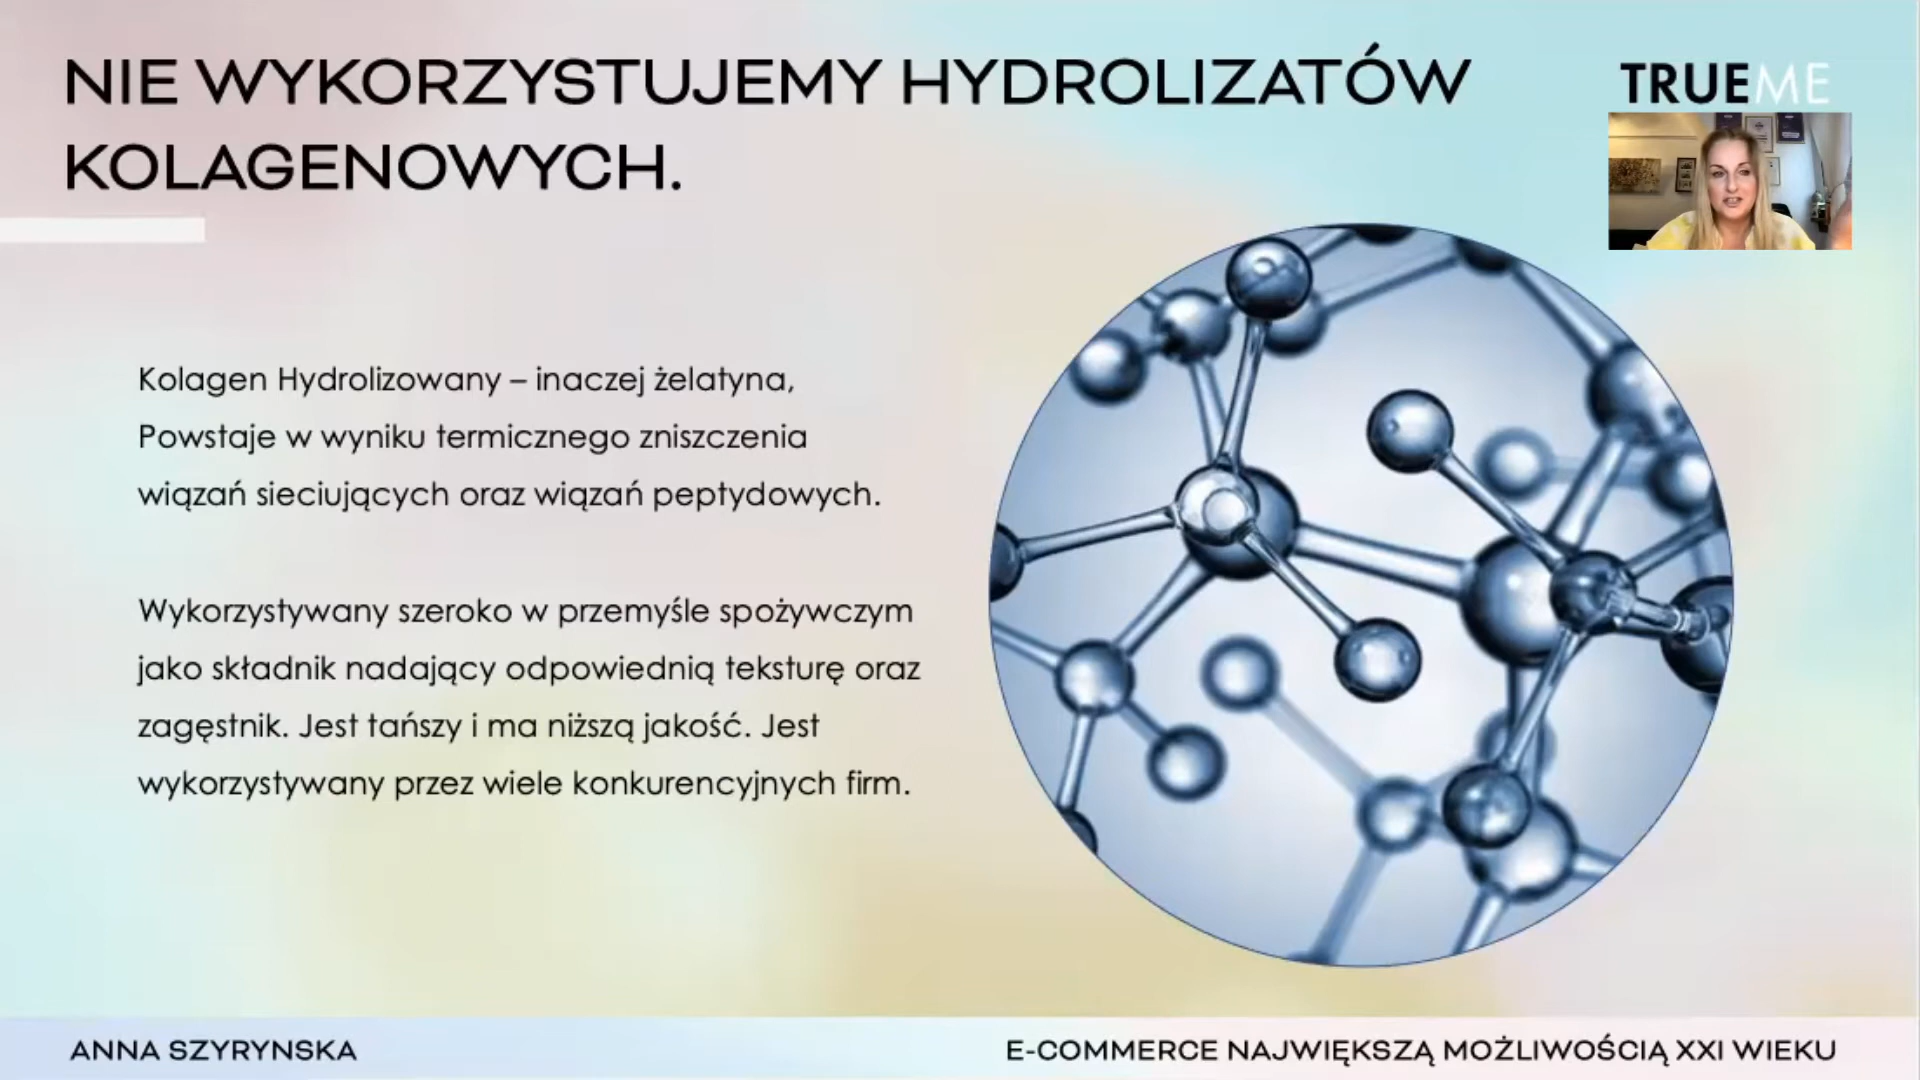 NIE WYKORZYSTUJEMY HYDROLIZATÓW
KOLAGENOWYCH.
TRUEME
Kolagen Hydrolizowany – inaczej żelatyna,
Powstaje w wyniku termicznego zniszczenia
wiązań sieciujących oraz wiązań peptydowych.
Wykorzystywany szeroko w przemyśle spożywczym
jako składnik nadający odpowiednią teksturę oraz
zagęstnik. Jest tańszy i ma niższą jakość. Jest
wykorzystywany przez wiele konkurencyjnych firm.
ANNA SZYRYNSKA
E-COMMERCE NAJWIĘKSZĄ MOŻLIWOŚCIĄ XXI WIEKU